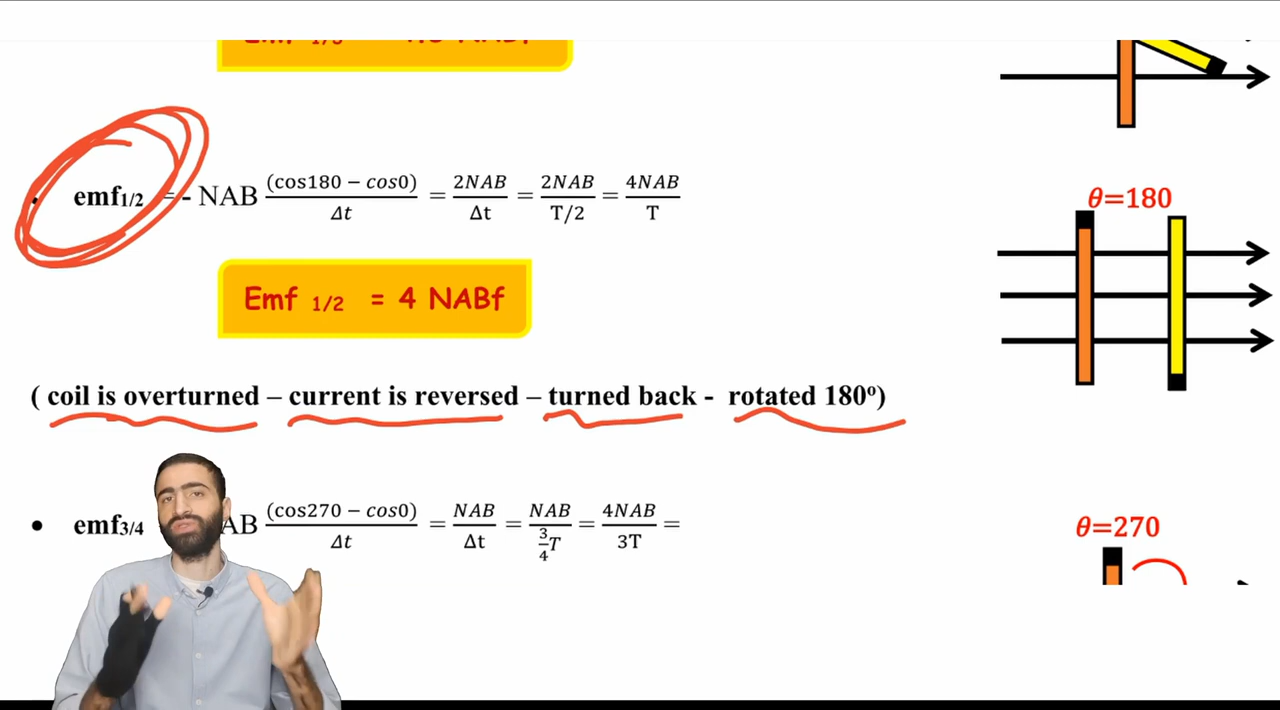 emf1/2 = - NAB (cos180 − cos0)/Δt = 2NAB/Δt = 2NAB/T/2 = 4NAB/T
θ=180
Emf 1/2 = 4 NABf
( coil is overturned – current is reversed – turned back - rotated 180º)
• emf3/4 AB (cos270 − cos0)/Δt = NAB/Δt = NAB/3/4T = 4NAB/3T =
θ=270